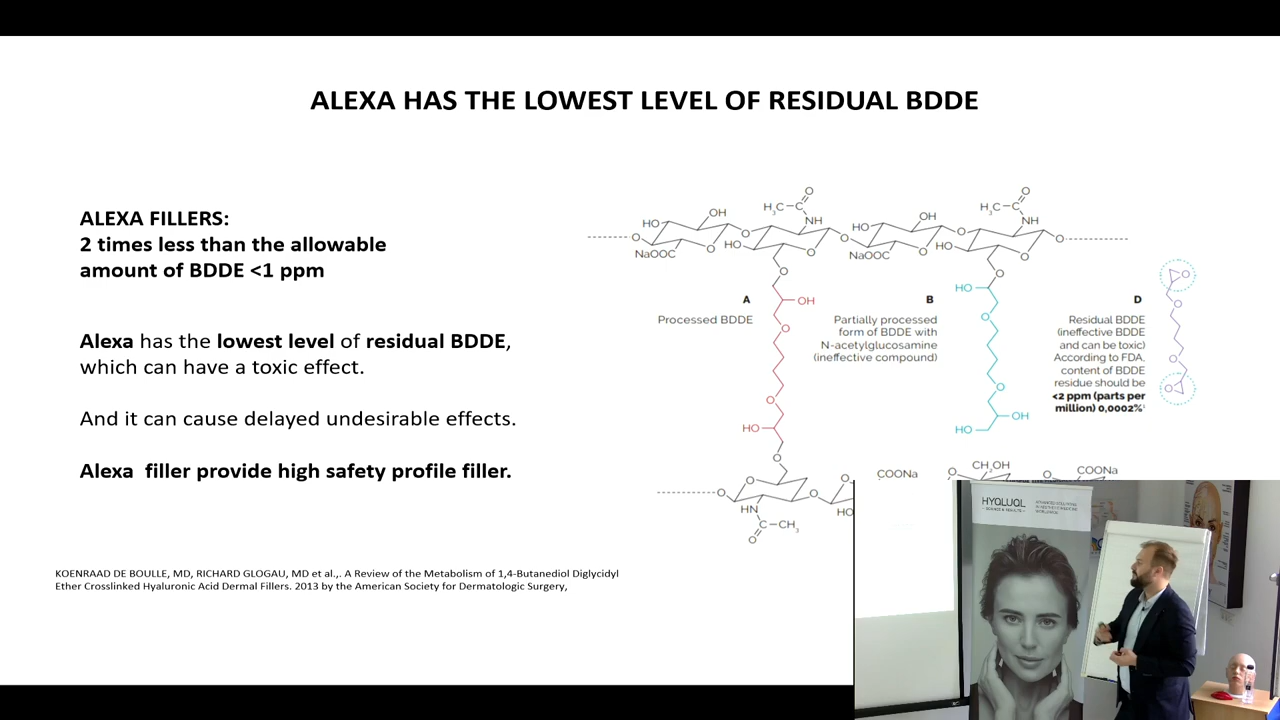 ALEXA HAS THE LOWEST LEVEL OF RESIDUAL BDDE
ALEXA FILLERS:
2 times less than the allowable
amount of BDDE <1 ppm
Alexa has the lowest level of residual BDDE,
which can have a toxic effect.
And it can cause delayed undesirable effects.
Alexa  filler provide high safety profile filler.
KOENRAAD DE BOULLE, MD, RICHARD GLOGAU, MD et al.,. A Review of the Metabolism of 1,4-Butanediol Diglycidyl
Ether Crosslinked Hyaluronic Acid Dermal Fillers. 2013 by the American Society for Dermatologic Surgery,
O
O
H₃C-C
H₃C-C
OH
NH
OH
NH
HO
HO
O
O
O
O
O
HO
HO
O
O
O
O
NaOOC
NaOOC
O
O
A
Processed BDDE
OH
O
O
HO
O
B
Partially processed
form of BDDE with
N-acetylglucosamine
(ineffective compound)
HO
O
O
OH
HO
D
Residual BDDE
(ineffective BDDE
and can be toxic)
According to FDA,
content of BDDE
residue should be
<2 ppm (parts per
million) 0,0002%¹
O
O
O
O
COONa
CH₂OH
COONa
O
O
O
O
O
O
HN
HO
C-CH₃
O
HYALUAL